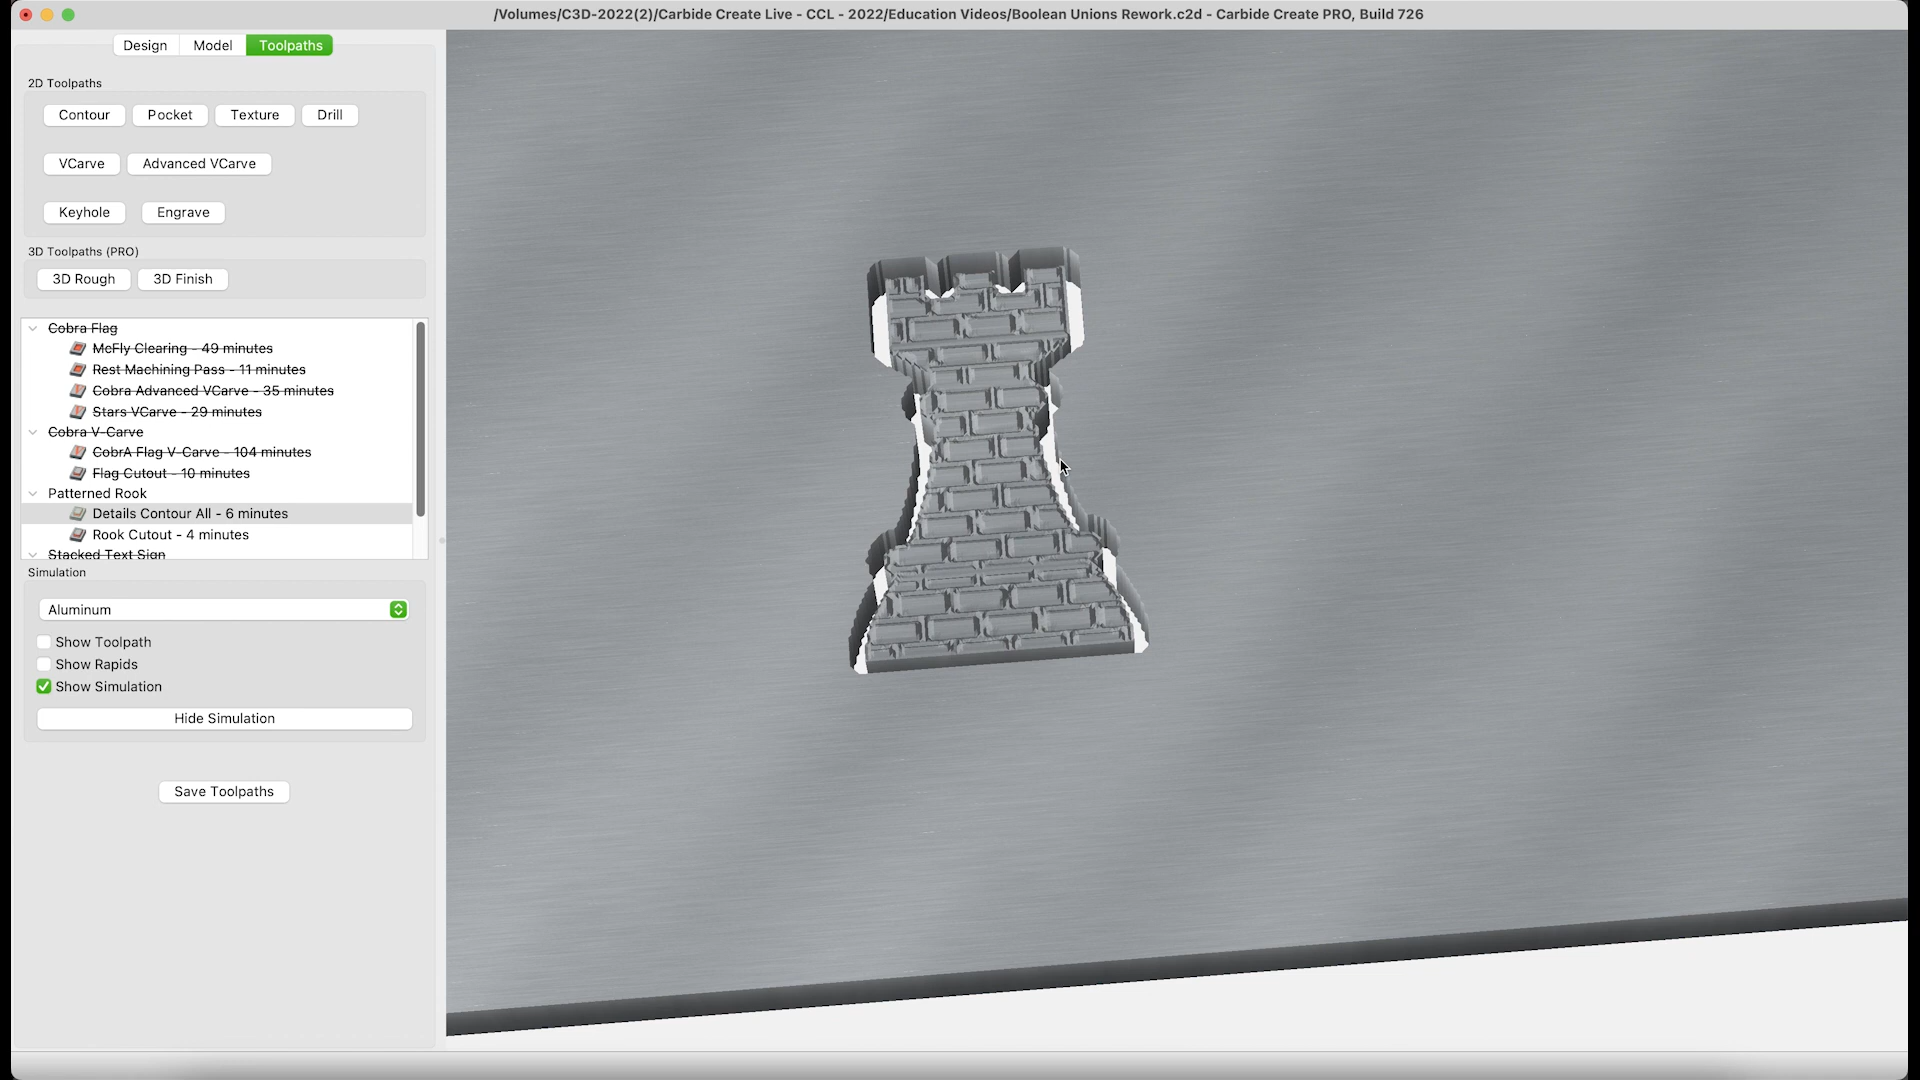 /Volumes/C3D-2022(2)/Carbide Create Live - CCL - 2022/Education Videos/Boolean Unions Rework.c2d - Carbide Create PRO, Build 726
Design Model Toolpaths
2D Toolpaths
Contour Pocket Texture Drill
VCarve Advanced VCarve
Keyhole Engrave
3D Toolpaths (PRO)
3D Rough 3D Finish
Cobra Flag
McFly Clearing - 49 minutes
Rest Machining Pass - 11 minutes
Cobra Advanced VCarve - 35 minutes
Stars VCarve - 29 minutes
Cobra V-Carve
CobrA Flag V-Carve - 104 minutes
Flag Cutout - 10 minutes
Patterned Rook
Details Contour All - 6 minutes
Rook Cutout - 4 minutes
Stacked Text Sign
Simulation
Aluminum
Show Toolpath
Show Rapids
Show Simulation
Hide Simulation
Save Toolpaths